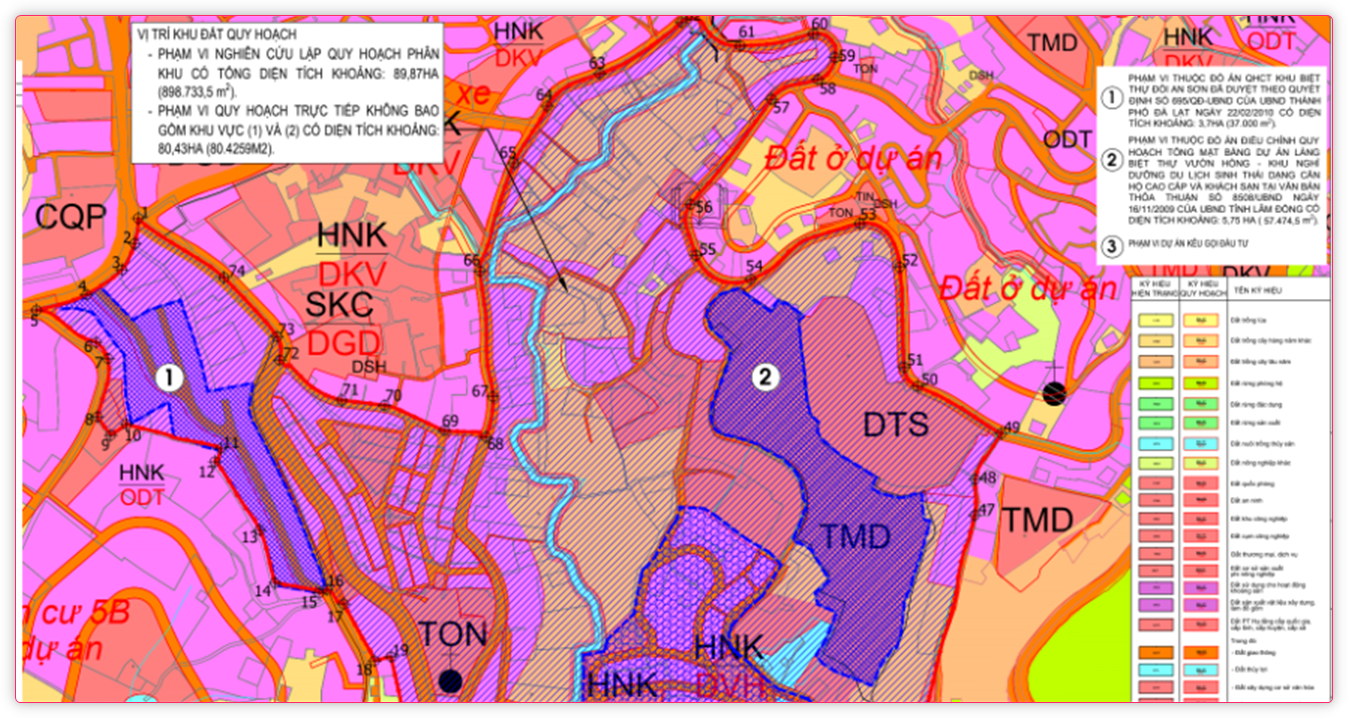 VỊ TRÍ KHU ĐẤT QUY HOẠCH
- PHẠM VI NGHIÊN CỨU LẬP QUY HOẠCH PHÂN
KHU CÓ TỔNG DIỆN TÍCH KHOẢNG: 89,87HA
(898.733,5 m²).
- PHẠM VI QUY HOẠCH TRỰC TIẾP KHÔNG BAO
GỒM KHU VỰC (1) VÀ (2) CÓ DIỆN TÍCH KHOẢNG:
80,43HA (80.4259M2).
HNK
DKV
xe
K
DKV
61
60
59
TON
58
57
DSH
63
64
65
TMD
HNK
ODT
HNK
DKV
ODT
1
PHẠM VI THUỘC ĐỒ ÁN QHCT KHU BIỆT
THỰ ĐỒI AN SƠN ĐÃ DUYỆT THEO QUYẾT
ĐỊNH SỐ 695/QĐ-UBND CỦA UBND THÀNH
PHỐ ĐÀ LẠT NGÀY 22/02/2010 CÓ DIỆN
TÍCH KHOẢNG: 3,7HA (37.000 m²).
2
PHẠM VI THUỘC ĐỒ ÁN ĐIỀU CHỈNH QUY
HOẠCH TỔNG MẶT BẰNG DỰ ÁN LÀNG
BIỆT THỰ VƯỜN HỒNG - KHU NGHỈ
DƯỠNG DU LỊCH SINH THÁI DẠNG CĂN
HỘ CAO CẤP VÀ KHÁCH SẠN TẠI VĂN BẢN
THỎA THUẬN SỐ 8508/UBND NGÀY
16/11/2009 CỦA UBND TỈNH LÂM ĐỒNG CÓ
DIỆN TÍCH KHOẢNG: 5,75 HA ( 57.474,5 m²).
3
PHẠM VI DỰ ÁN KÊU GỌI ĐẦU TƯ
TMD
DKV
Đất ở dự án
TIN
DSH
TON
53
56
55
54
52
Đất ở dự án
CQP
1
2
3
4
5
6
7
8
9
10
11
12
13
14
15
16
17
18
19
74
73
72
71
70
69
68
67
66
HNK
DKV
SKC
DGD
DSH
1
2
51
50
49
48
47
DTS
TMD
TMD
HNK
ODT
cư 5B
dự án
TON
HNK
DVH
HNK
KÝ HIỆU
HIỆN TRẠNG
KÝ HIỆU
QUY HOẠCH
TÊN KÝ HIỆU
Đất trồng lúa
Đất trồng cây hàng năm khác
Đất trồng cây lâu năm
Đất rừng phòng hộ
Đất rừng đặc dụng
Đất rừng sản xuất
Đất nuôi trồng thủy sản
Đất nông nghiệp khác
Đất quốc phòng
Đất an ninh
Đất khu công nghiệp
Đất cụm công nghiệp
Đất thương mại, dịch vụ
Đất cơ sở sản xuất
phi nông nghiệp
Đất sử dụng cho hoạt động
khoáng sản
Đất sản xuất vật liệu xây dựng,
làm đồ gốm
Đất PT Hạ tầng cấp quốc gia,
cấp tỉnh, cấp huyện, cấp xã
Trong đó:
- Đất giao thông
- Đất thủy lợi
- Đất xây dựng cơ sở văn hóa